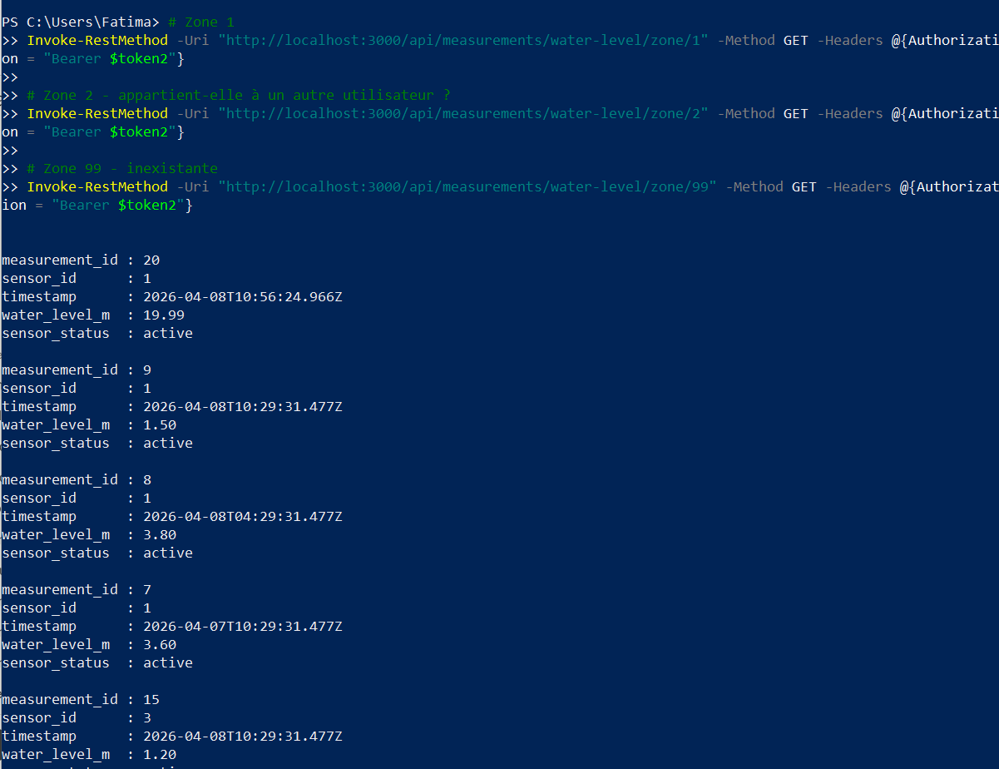 PS C:\Users\Fatima> # Zone 1
>> Invoke-RestMethod -Uri "http://localhost:3000/api/measurements/water-level/zone/1" -Method GET -Headers @{Authorizati
on = "Bearer $token2"}
>>
>> # Zone 2 - appartient-elle à un autre utilisateur ?
>> Invoke-RestMethod -Uri "http://localhost:3000/api/measurements/water-level/zone/2" -Method GET -Headers @{Authorizati
on = "Bearer $token2"}
>>
>> # Zone 99 - inexistante
>> Invoke-RestMethod -Uri "http://localhost:3000/api/measurements/water-level/zone/99" -Method GET -Headers @{Authorizat
ion = "Bearer $token2"}
measurement_id : 20
sensor_id      : 1
timestamp      : 2026-04-08T10:56:24.966Z
water_level_m  : 19.99
sensor_status  : active
measurement_id : 9
sensor_id      : 1
timestamp      : 2026-04-08T10:29:31.477Z
water_level_m  : 1.50
sensor_status  : active
measurement_id : 8
sensor_id      : 1
timestamp      : 2026-04-08T04:29:31.477Z
water_level_m  : 3.80
sensor_status  : active
measurement_id : 7
sensor_id      : 1
timestamp      : 2026-04-07T10:29:31.477Z
water_level_m  : 3.60
sensor_status  : active
measurement_id : 15
sensor_id      : 3
timestamp      : 2026-04-08T10:29:31.477Z
water_level_m  : 1.20